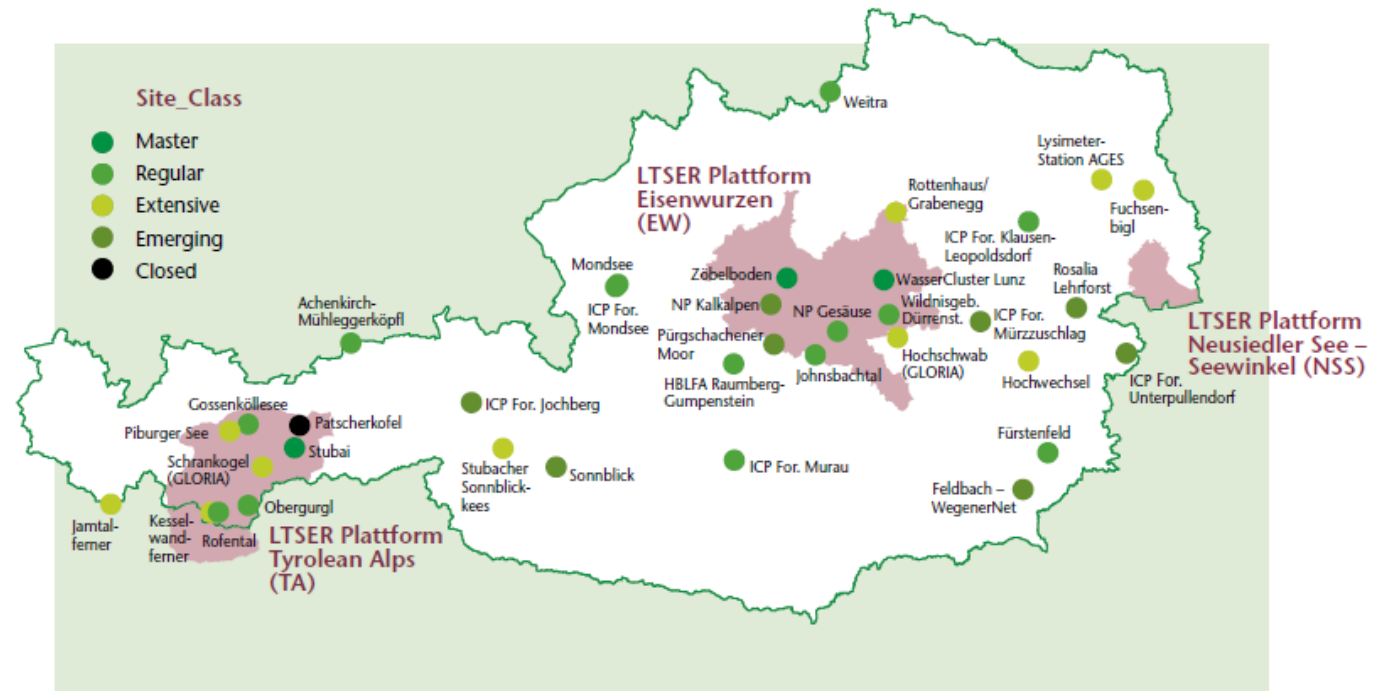 Site_Class
Master
Regular
Extensive
Emerging
Closed
Weitra
Lysimeter-
Station AGES
Fuchsen-
bigl
LTSER Plattform
Eisenwurzen
(EW)
Rottenhaus/
Grabenegg
ICP For. Klausen-
Leopoldsdorf
Rosalia
Lehrforst
Mondsee
ICP For.
Mondsee
Zöbelboden
WasserCluster Lunz
NP Kalkalpen
NP Gesäuse
Wildnisgeb.
Dürrenst.
ICP For.
Mürzzuschlag
Pürgschachener
Moor
Johnsbachtal
Hochschwab
(GLORIA)
Hochwechsel
HBLFA Raumberg-
Gumpenstein
LTSER Plattform
Neusiedler See –
Seewinkel (NSS)
ICP For.
Unterpullendorf
Achenkirch-
Mühleggerköpfl
Gossenköllesee
Piburger See
Patscherkofel
Stubai
Schrankogel
(GLORIA)
ICP For. Jochberg
Stubacher
Sonnblick-
kees
Sonnblick
ICP For. Murau
Fürstenfeld
Feldbach –
WegenerNet
Jamtal-
ferner
Kessel-
wand-
ferner
Rofental
Obergurgl
LTSER Plattform
Tyrolean Alps
(TA)